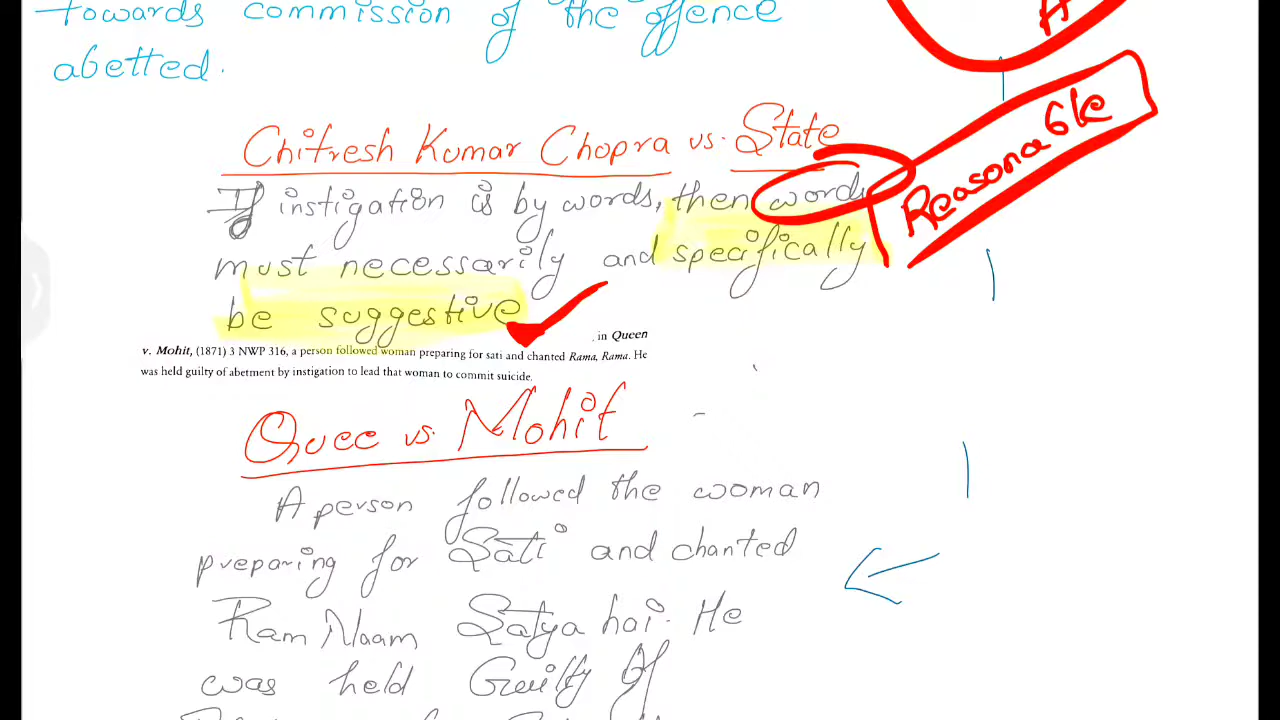 towards commission of the offence
abetted.
Reasonable
Chitresh Kumar Chopra vs. State
If instigation is by words, then words
must necessarily and specifically
be suggestive
, in Queen
v. Mohit, (1871) 3 NWP 316, a person followed woman preparing for sati and chanted Rama, Rama. He
was held guilty of abetment by instigation to lead that woman to commit suicide.
Quee vs. Mohit
A person followed the woman
preparing for Sati and chanted
Ram Naam Satya hai. He
was held Guilty Of